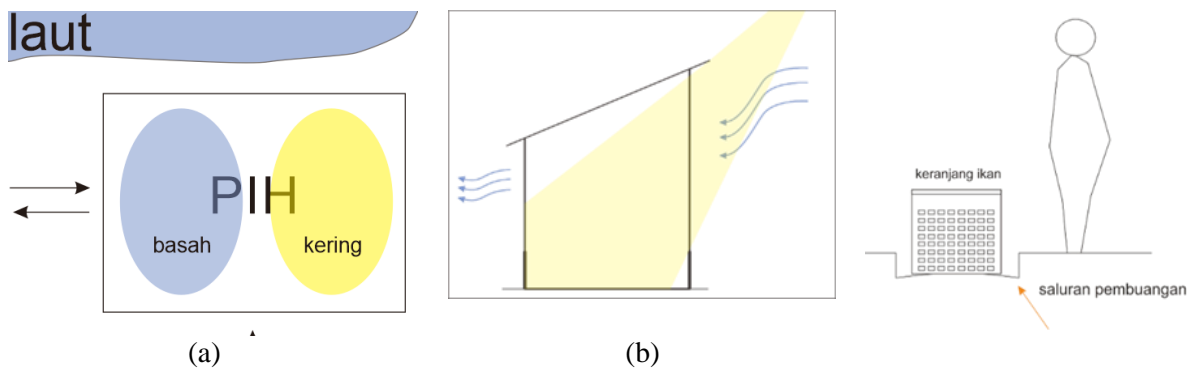 laut
PIH
basah
kering
keranjang ikan
saluran pembuangan
(a)
(b)